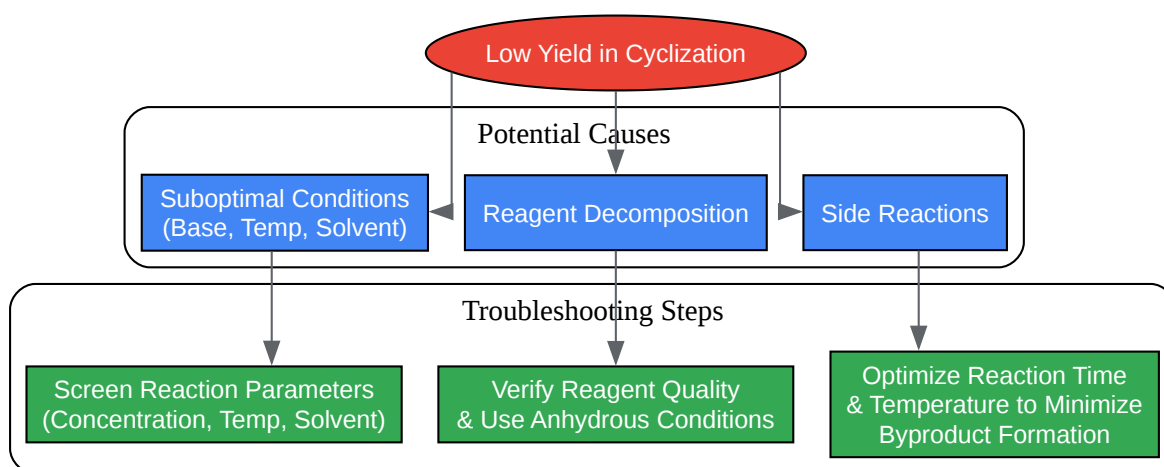 Low Yield in Cyclization
Potential Causes
Suboptimal Conditions
(Base, Temp, Solvent)
Reagent Decomposition
Side Reactions
Troubleshooting Steps
Screen Reaction Parameters
(Concentration, Temp, Solvent)
Verify Reagent Quality
& Use Anhydrous Conditions
Optimize Reaction Time
& Temperature to Minimize
Byproduct Formation